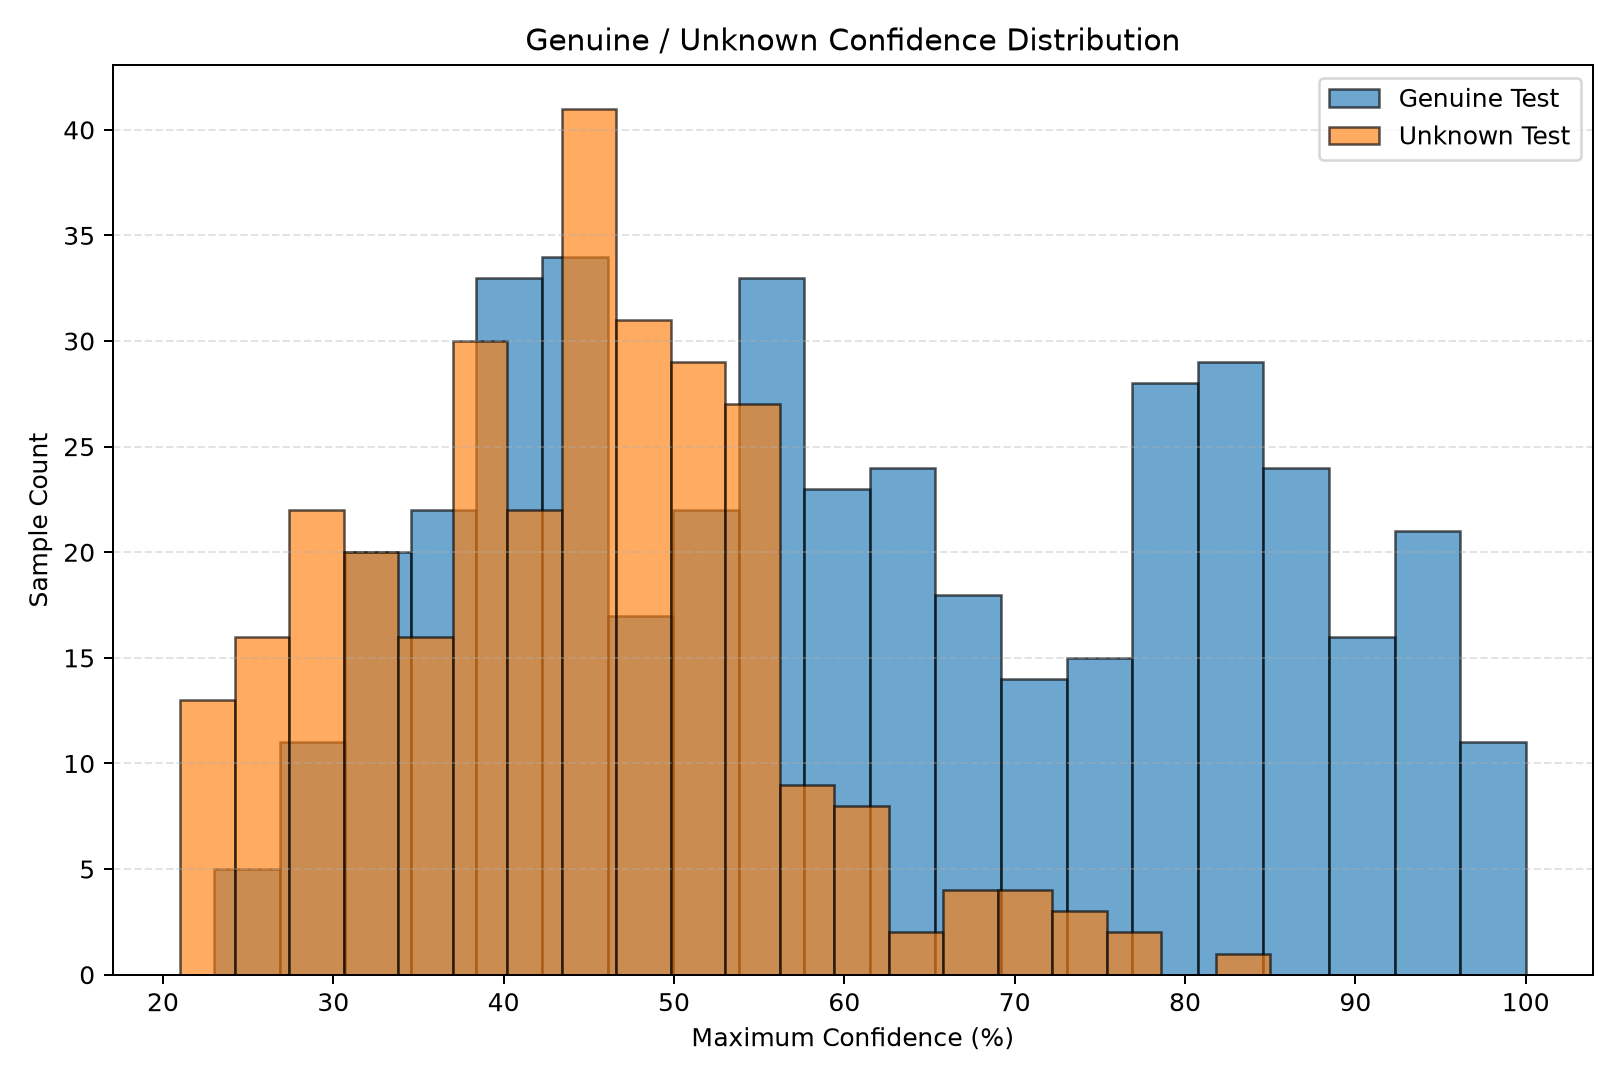 Genuine / Unknown Confidence Distribution
Genuine Test
Unknown Test
40
35
30
25
20
15
10
5
0
Sample Count
20 30 40 50 60 70 80 90 100
Maximum Confidence (%)